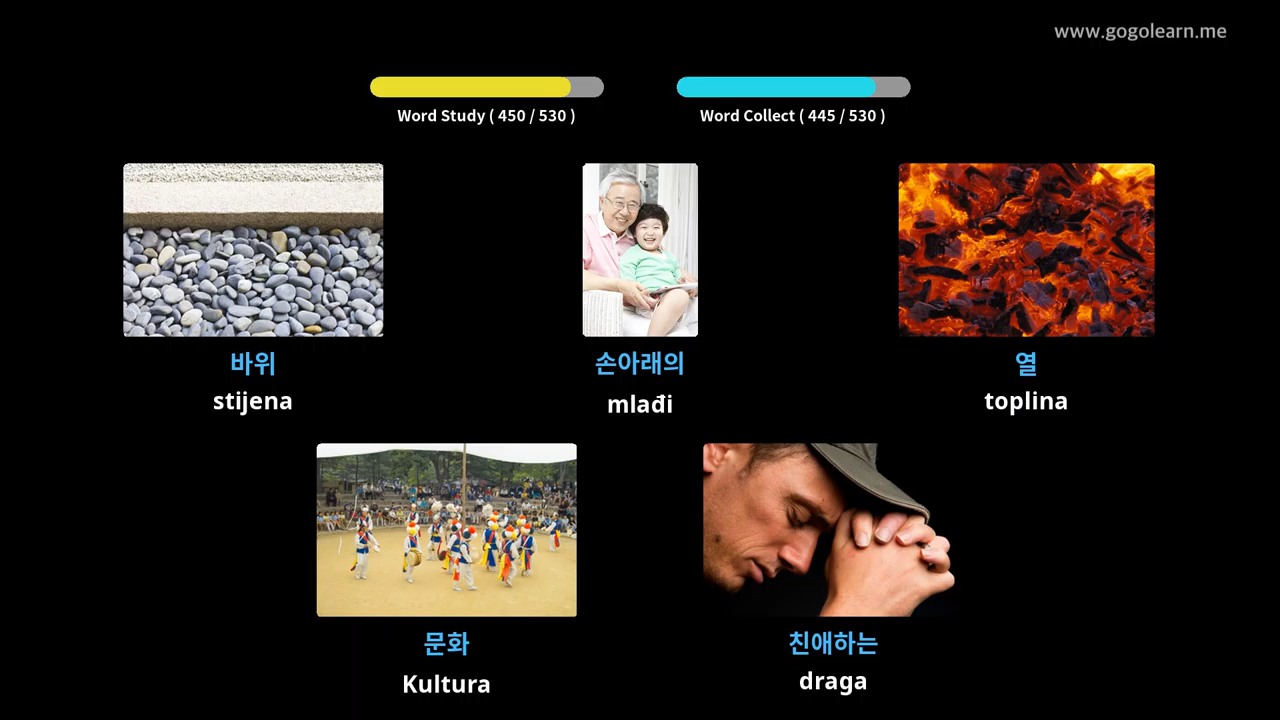 www.gogolearn.me
Word Study ( 450 / 530 )
Word Collect ( 445 / 530 )
바위
stijena
손아래의
mlađi
열
toplina
문화
Kultura
친애하는
draga